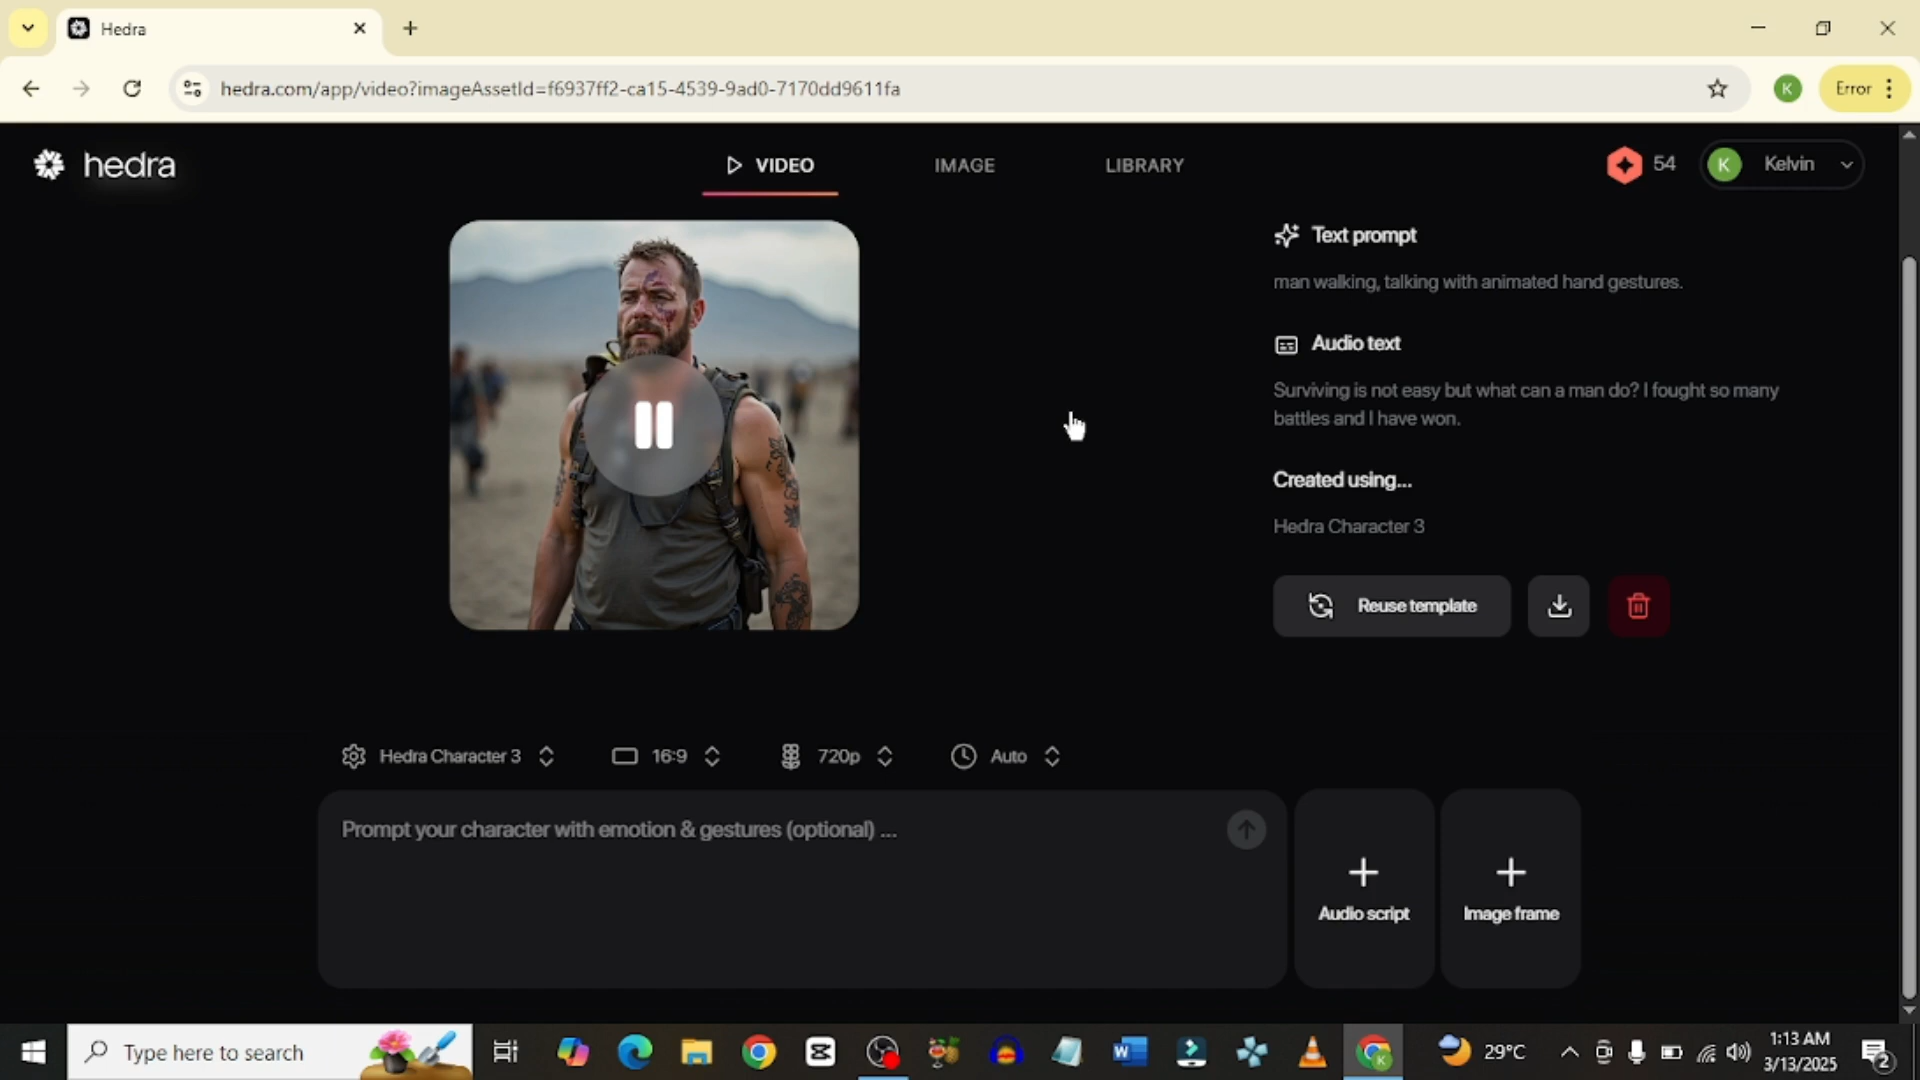 Hedra
hedra.com/app/video?imageAssetId=f6937ff2-ca15-4539-9ad0-7170dd9611fa
K
Error
hedra
VIDEO
IMAGE
LIBRARY
54
K
Kelvin
Text prompt
man walking, talking with animated hand gestures.
Audio text
Surviving is not easy but what can a man do? I fought so many
battles and I have won.
Created using...
Hedra Character 3
Reuse template
Hedra Character 3
16:9
720p
Auto
Prompt your character with emotion & gestures (optional) ...
Audio script
Image frame
Type here to search
29°C
1:13 AM
3/13/2025
2